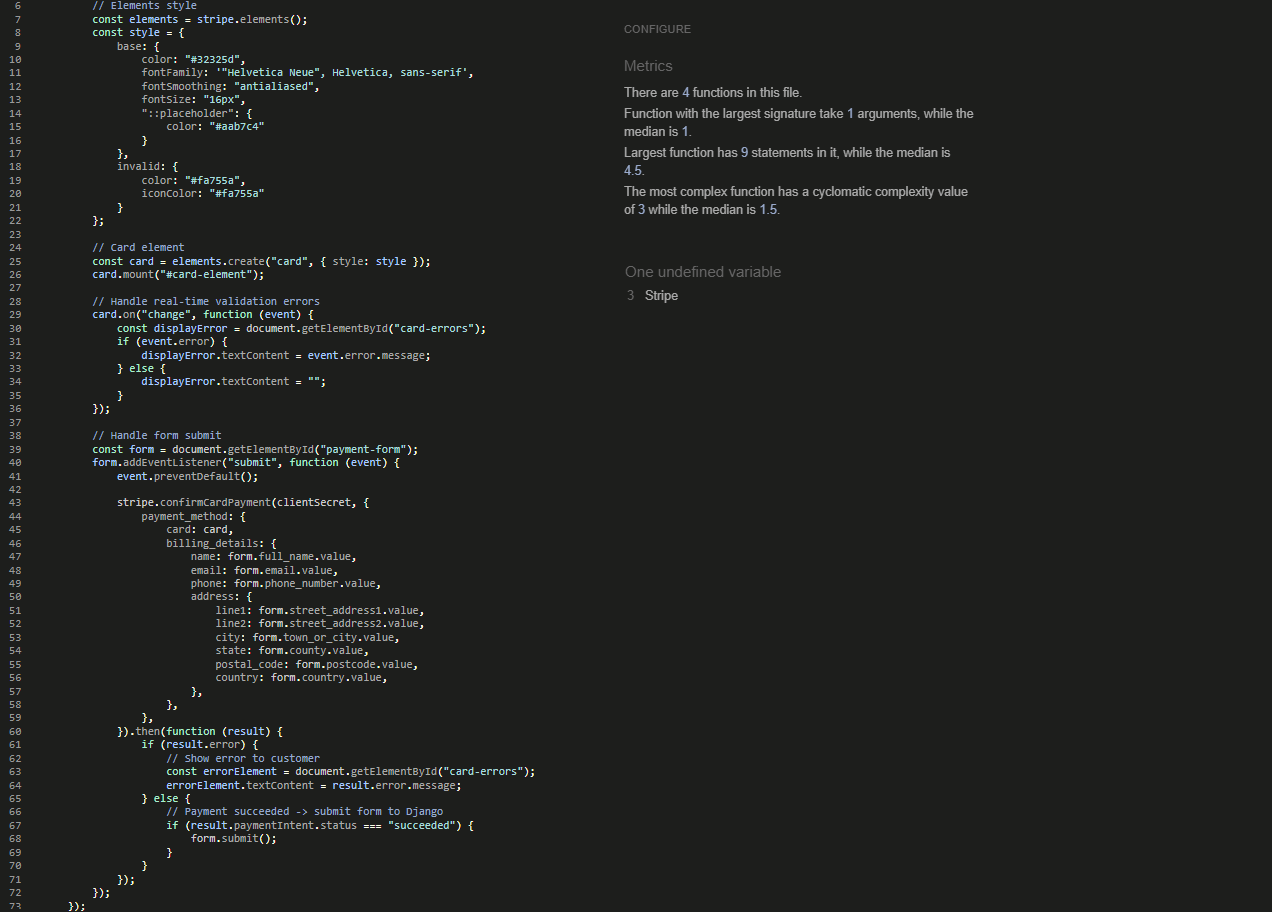 6 // Elements style
7 const elements = stripe.elements();
8 const style = {
9 base: {
10 color: "#32325d",
11 fontFamily: '"Helvetica Neue", Helvetica, sans-serif',
12 fontSmoothing: "antialiased",
13 fontSize: "16px",
14 "::placeholder": {
15 color: "#aab7c4"
16 }
17 },
18 invalid: {
19 color: "#fa755a",
20 iconColor: "#fa755a"
21 }
22 };
23
24 // Card element
25 const card = elements.create("card", { style: style });
26 card.mount("#card-element");
27
28 // Handle real-time validation errors
29 card.on("change", function (event) {
30 const displayError = document.getElementById("card-errors");
31 if (event.error) {
32 displayError.textContent = event.error.message;
33 } else {
34 displayError.textContent = "";
35 }
36 });
37
38 // Handle form submit
39 const form = document.getElementById("payment-form");
40 form.addEventListener("submit", function (event) {
41 event.preventDefault();
42
43 stripe.confirmCardPayment(clientSecret, {
44 payment_method: {
45 card: card,
46 billing_details: {
47 name: form.full_name.value,
48 email: form.email.value,
49 phone: form.phone_number.value,
50 address: {
51 line1: form.street_address1.value,
52 line2: form.street_address2.value,
53 city: form.town_or_city.value,
54 state: form.county.value,
55 postal_code: form.postcode.value,
56 country: form.country.value,
57 },
58 },
59 },
60 }).then(function (result) {
61 if (result.error) {
62 // Show error to customer
63 const errorElement = document.getElementById("card-errors");
64 errorElement.textContent = result.error.message;
65 } else {
66 // Payment succeeded -> submit form to Django
67 if (result.paymentIntent.status === "succeeded") {
68 form.submit();
69 }
70 }
71 });
72 });
73 });
CONFIGURE
Metrics
There are 4 functions in this file.
Function with the largest signature take 1 arguments, while the
median is 1.
Largest function has 9 statements in it, while the median is
4.5.
The most complex function has a cyclomatic complexity value
of 3 while the median is 1.5.
One undefined variable
3 Stripe